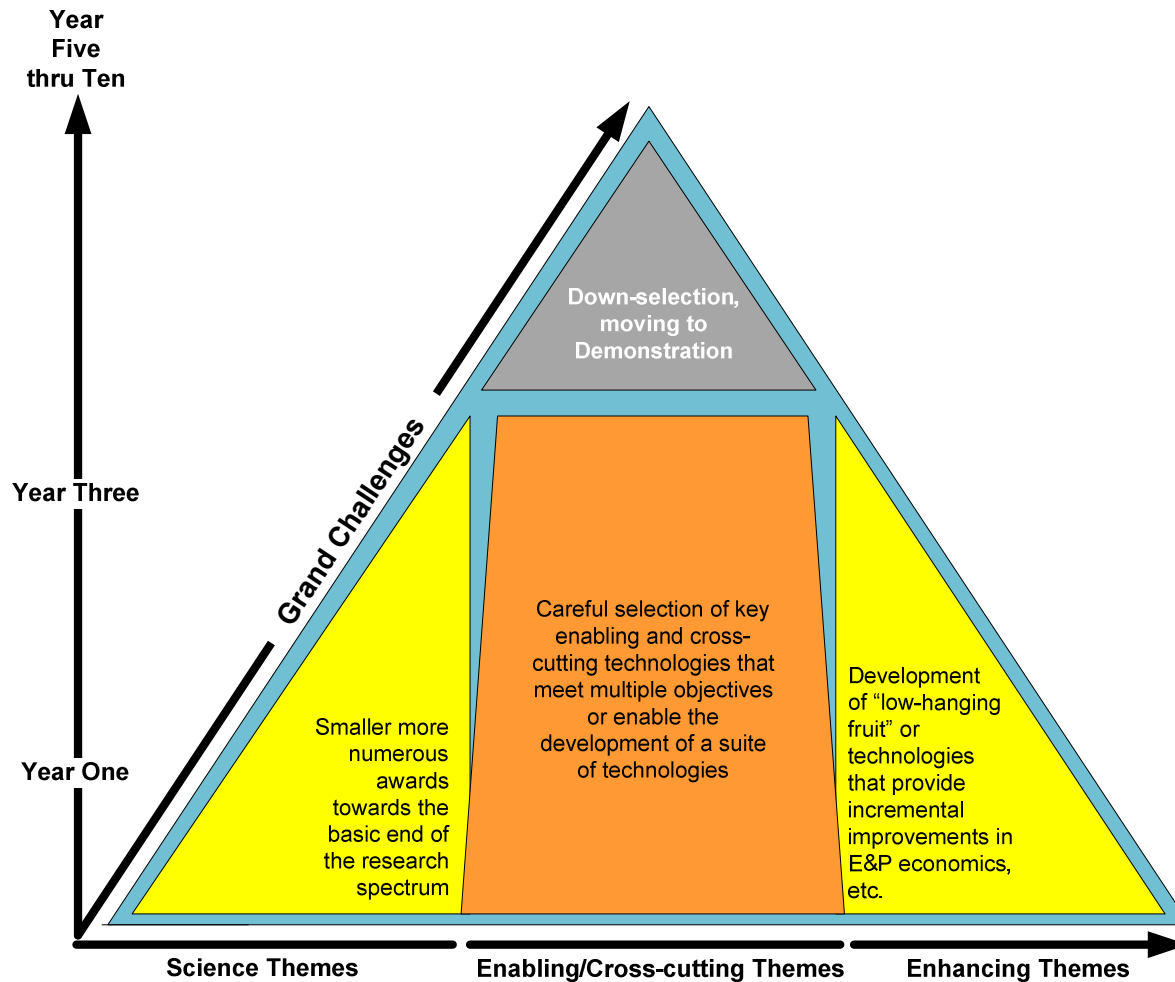 Year
Five
thru Ten
Down-selection,
moving to
Demonstration
Grand Challenges
Year Three
Careful selection of key
enabling and cross-
cutting technologies that
meet multiple objectives
or enable the
development of a suite
of technologies
Smaller more
numerous
awards
towards the
basic end of
the research
spectrum
Development
of “low-hanging
fruit” or
technologies
that provide
incremental
improvements in
E&P economics,
etc.
Year One
Science Themes
Enabling/Cross-cutting Themes
Enhancing Themes